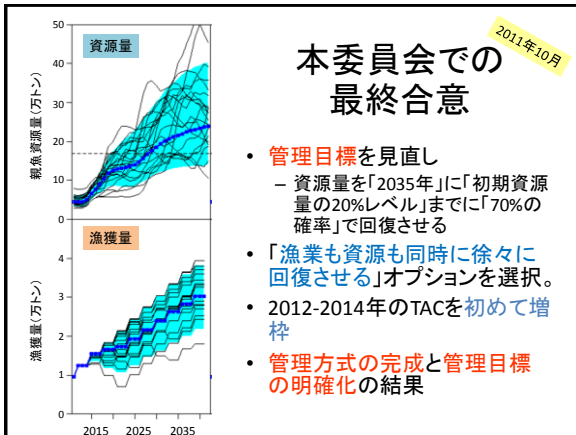 2011年10月
本委員会での
最終合意
資源量
親魚資源量(万トン)
50
40
30
20
10
0
漁獲量
漁獲量(万トン)
4
3
2
1
0
2015
2025
2035
• 管理目標を見直し
– 資源量を「2035年」に「初期資源
量の20%レベル」までに「70%の
確率」で回復させる
• 「漁業も資源も同時に徐々に
回復させる」オプションを選択。
• 2012-2014年のTACを初めて増
枠
• 管理方式の完成と管理目標
の明確化の結果